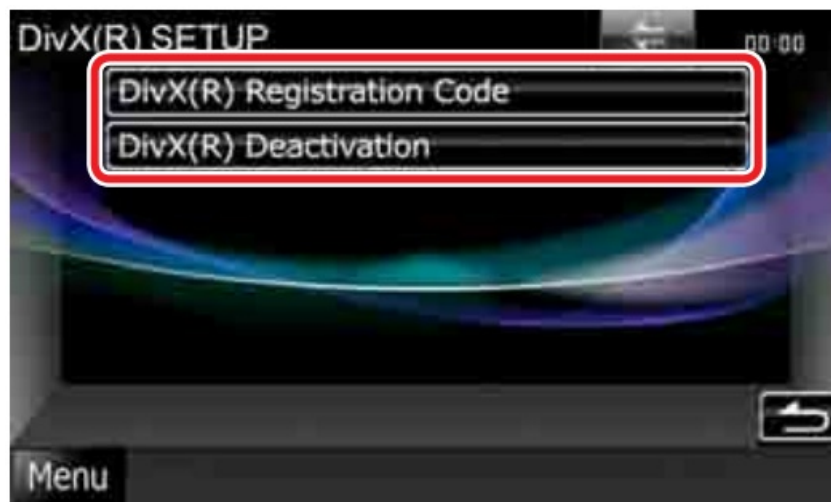 DivX(R) SETUP
00:00
DivX(R) Registration Code
DivX(R) Deactivation
Menu